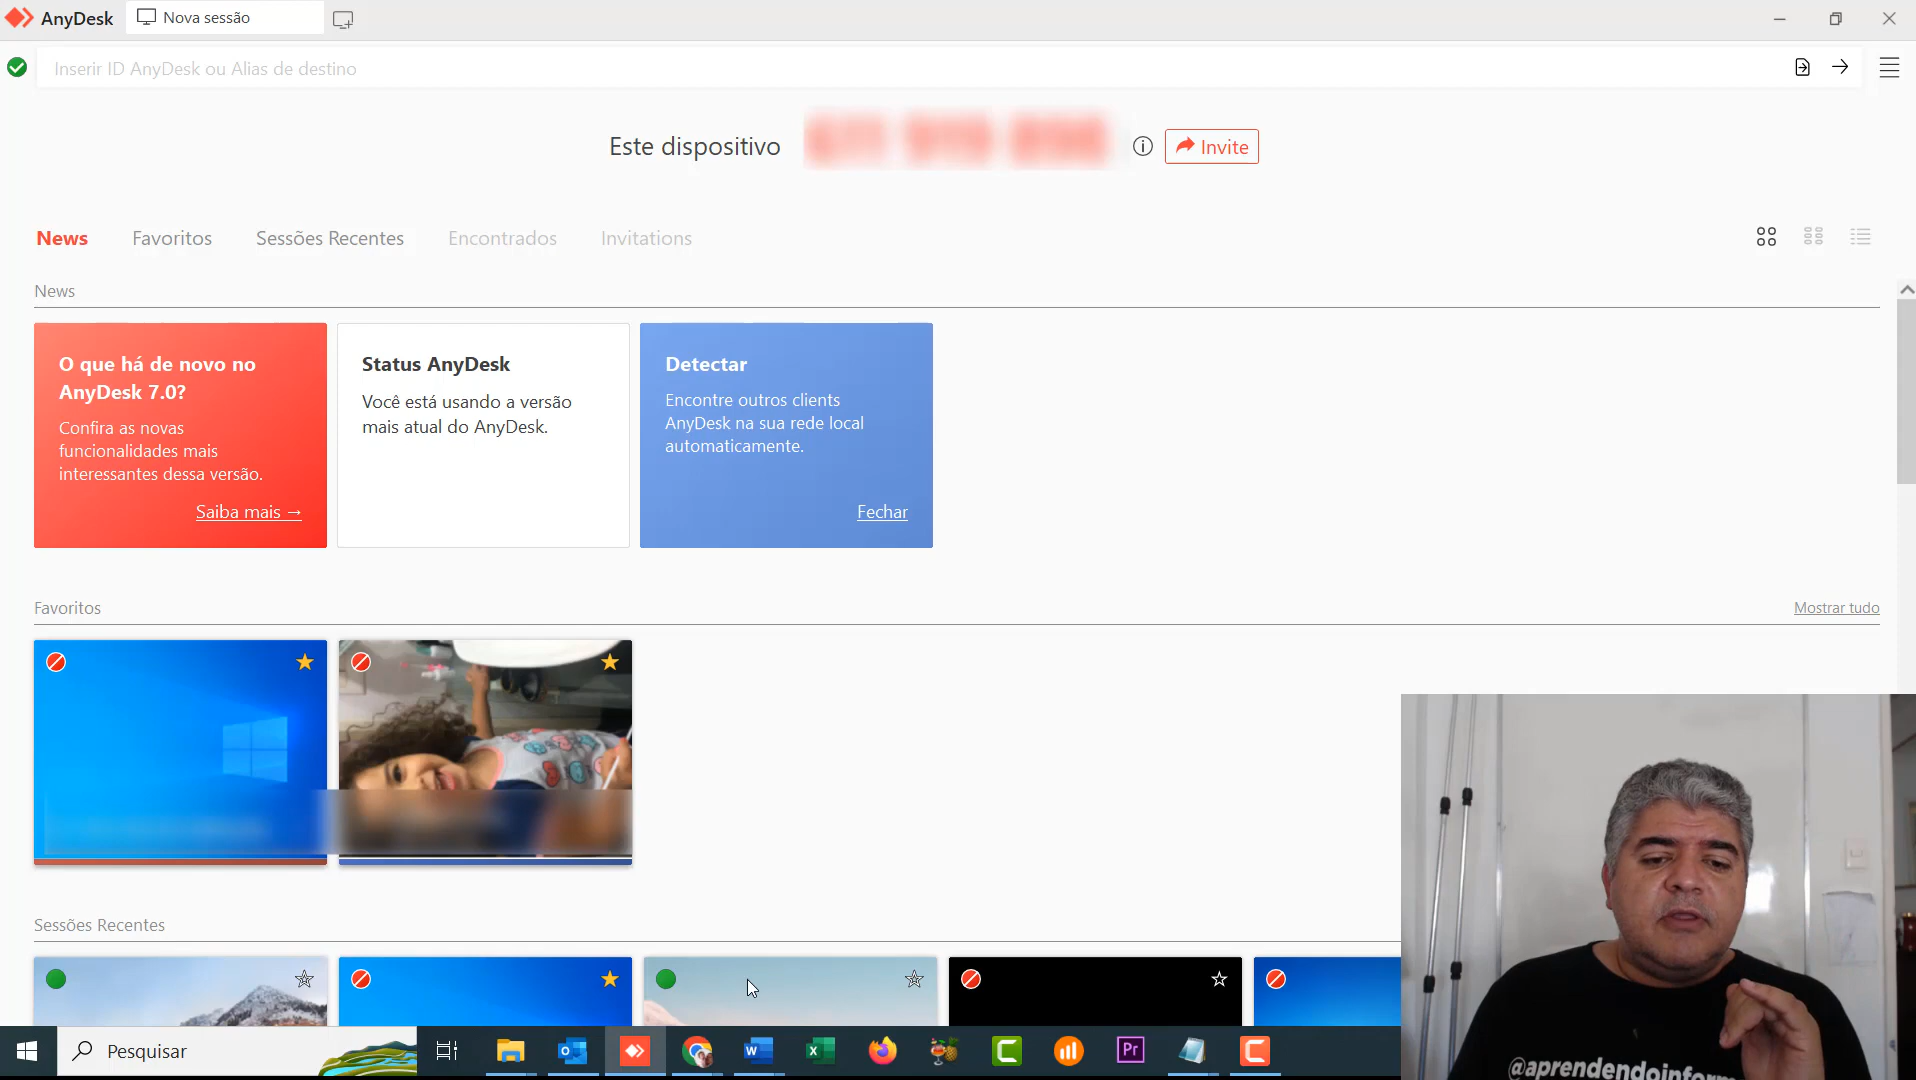 AnyDesk
Nova sessão
Inserir ID AnyDesk ou Alias de destino
Este dispositivo
Invite
News
Favoritos
Sessões Recentes
Encontrados
Invitations
News
O que há de novo no
AnyDesk 7.0?
Confira as novas
funcionalidades mais
interessantes dessa versão.
Saiba mais →
Status AnyDesk
Você está usando a versão
mais atual do AnyDesk.
Detectar
Encontre outros clients
AnyDesk na sua rede local
automaticamente.
Fechar
Favoritos
Mostrar tudo
Sessões Recentes
Pesquisar
Pr